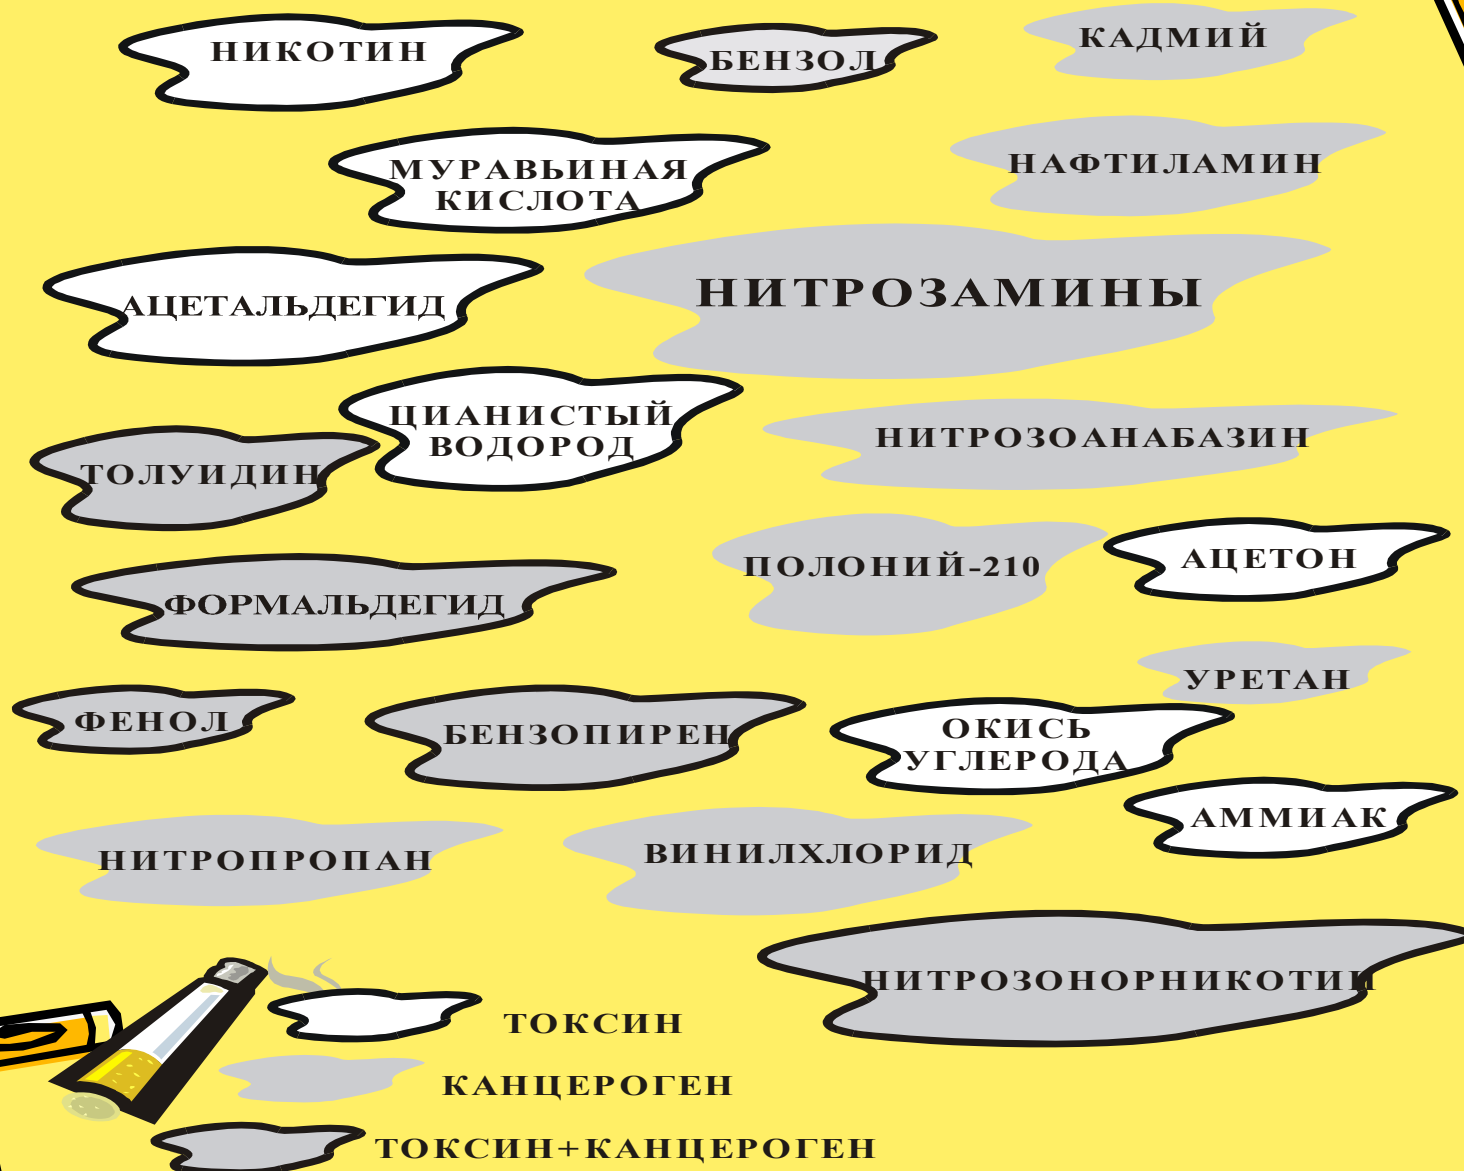 НИКОТИН
БЕНЗОЛ
КАДМИЙ
МУРАВЬИНАЯ
КИСЛОТА
НАФТИЛАМИН
АЦЕТАЛЬДЕГИД
НИТРОЗАМИНЫ
ЦИАНИСТЫЙ
ВОДОРОД
ТОЛУИДИН
НИТРОЗОАНАБАЗИН
ПОЛОНИЙ-210
АЦЕТОН
ФОРМАЛЬДЕГИД
УРЕТАН
ФЕНОЛ
БЕНЗОПИРЕН
ОКИСЬ
УГЛЕРОДА
АММИАК
НИТРОПРОПАН
ВИНИЛХЛОРИД
НИТРОЗОНОРНИКОТИН
ТОКСИН
КАНЦЕРОГЕН
ТОКСИН+КАНЦЕРОГЕН